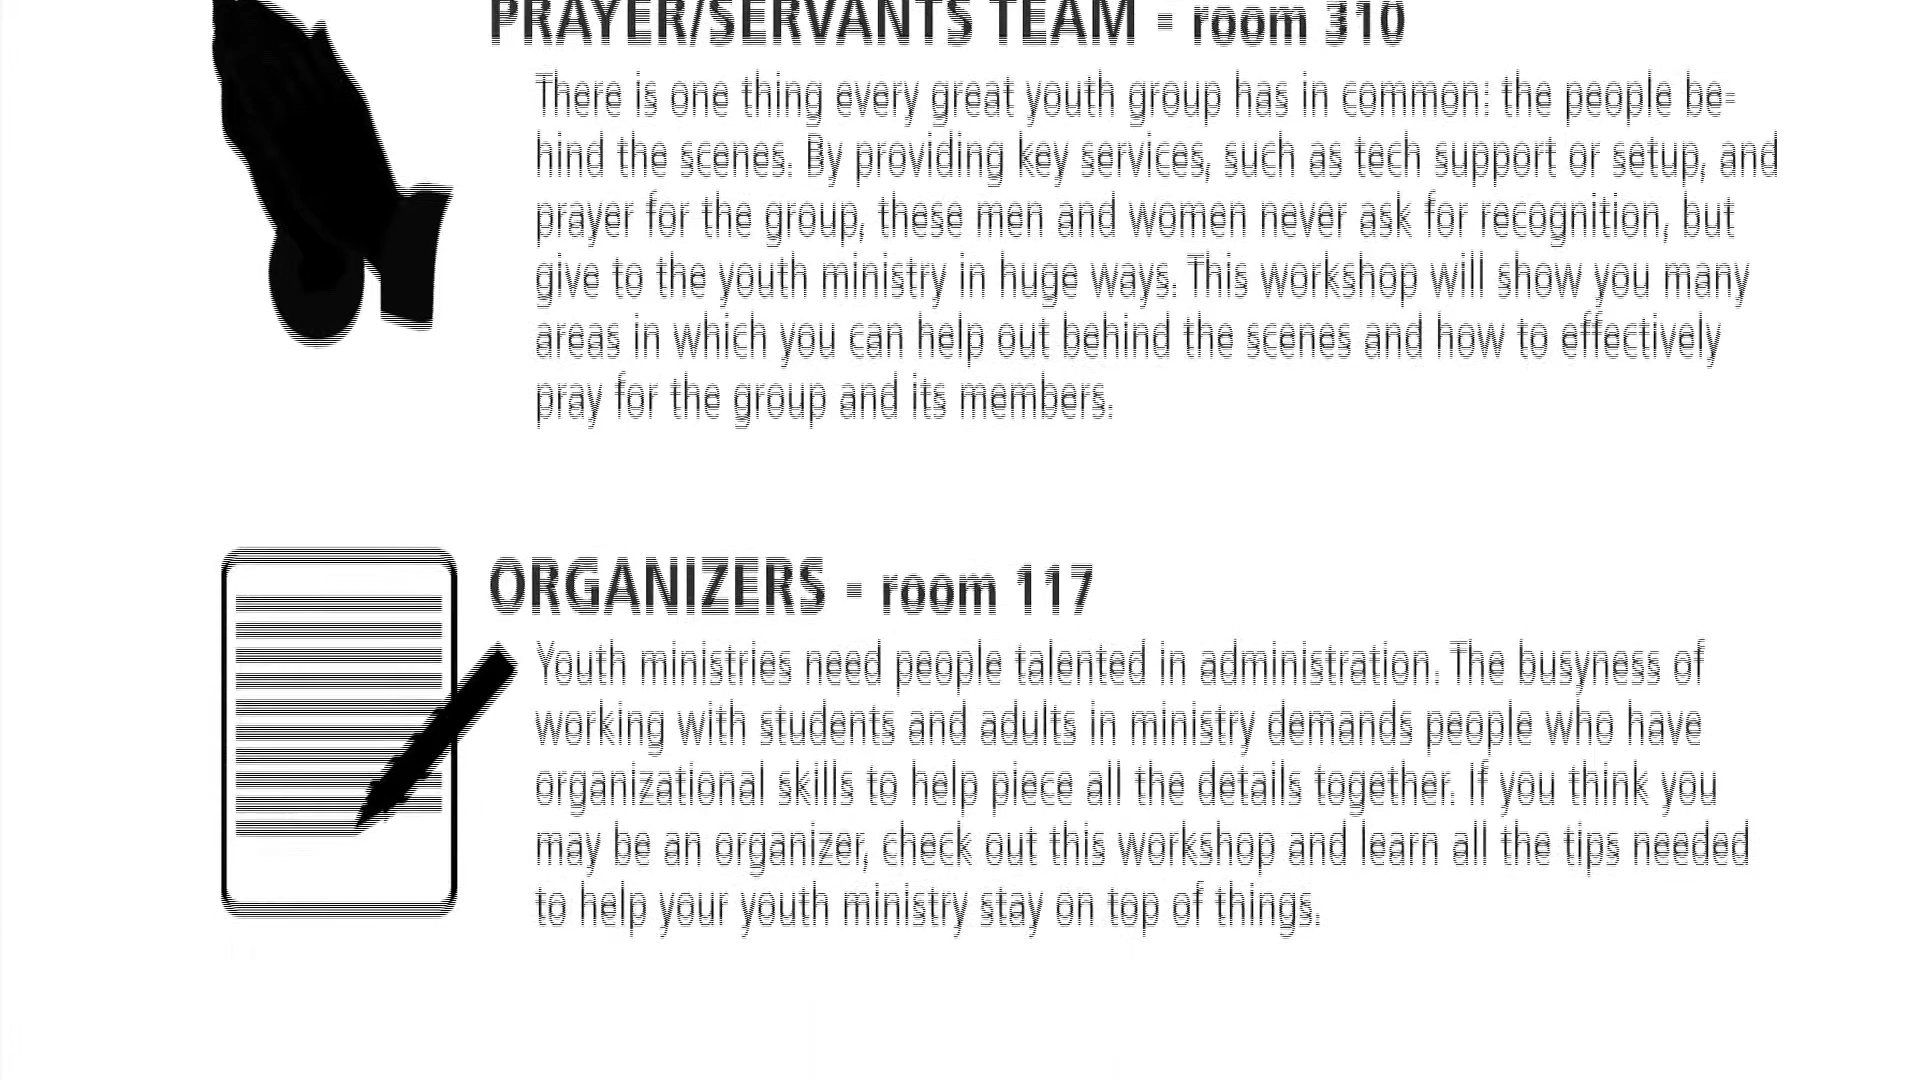 PRAYER/SERVANTS TEAM - room 310
There is one thing every great youth group has in common: the people be-
hind the scenes. By providing key services, such as tech support or setup, and
prayer for the group, these men and women never ask for recognition, but
give to the youth ministry in huge ways. This workshop will show you many
areas in which you can help out behind the scenes and how to effectively
pray for the group and its members.
ORGANIZERS - room 117
Youth ministries need people talented in administration. The busyness of
working with students and adults in ministry demands people who have
organizational skills to help piece all the details together. If you think you
may be an organizer, check out this workshop and learn all the tips needed
to help your youth ministry stay on top of things.